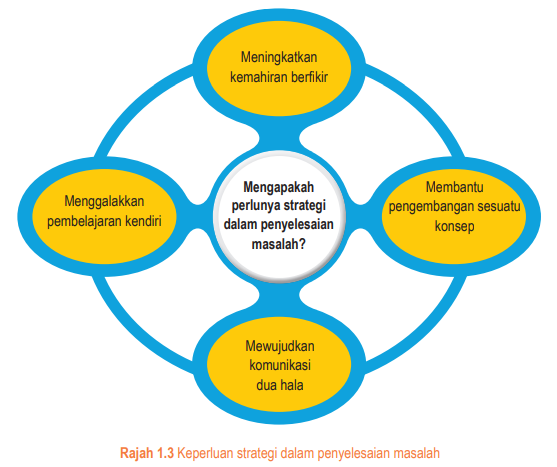 Meningkatkan
kemahiran berfikir
Menggalakkan
pembelajaran kendiri
Mengapakah
perlunya strategi
dalam penyelesaian
masalah?
Membantu
pengembangan sesuatu
konsep
Mewujudkan
komunikasi
dua hala
Rajah 1.3 Keperluan strategi dalam penyelesaian masalah